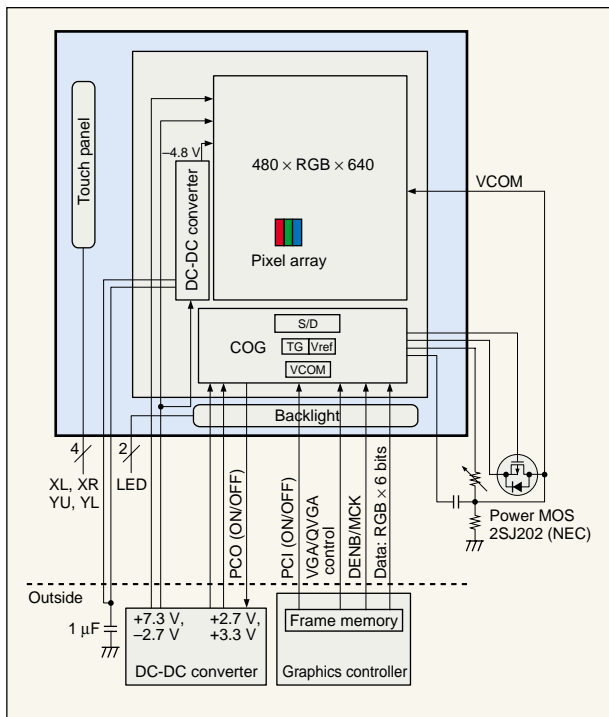 Touch panel
–4.8 V
DC-DC converter
480 × RGB × 640
Pixel array
VCOM
S/D
COG
TG
Vref
VCOM
Backlight
4
2
XL, XR
YU, YL
LED
PCO (ON/OFF)
PCI (ON/OFF)
VGA/QVGA
control
DENB/MCK
Data: RGB × 6 bits
Power MOS
2SJ202 (NEC)
Outside
1 μF
+7.3 V,
–2.7 V
+2.7 V,
+3.3 V
DC-DC converter
Frame memory
Graphics controller